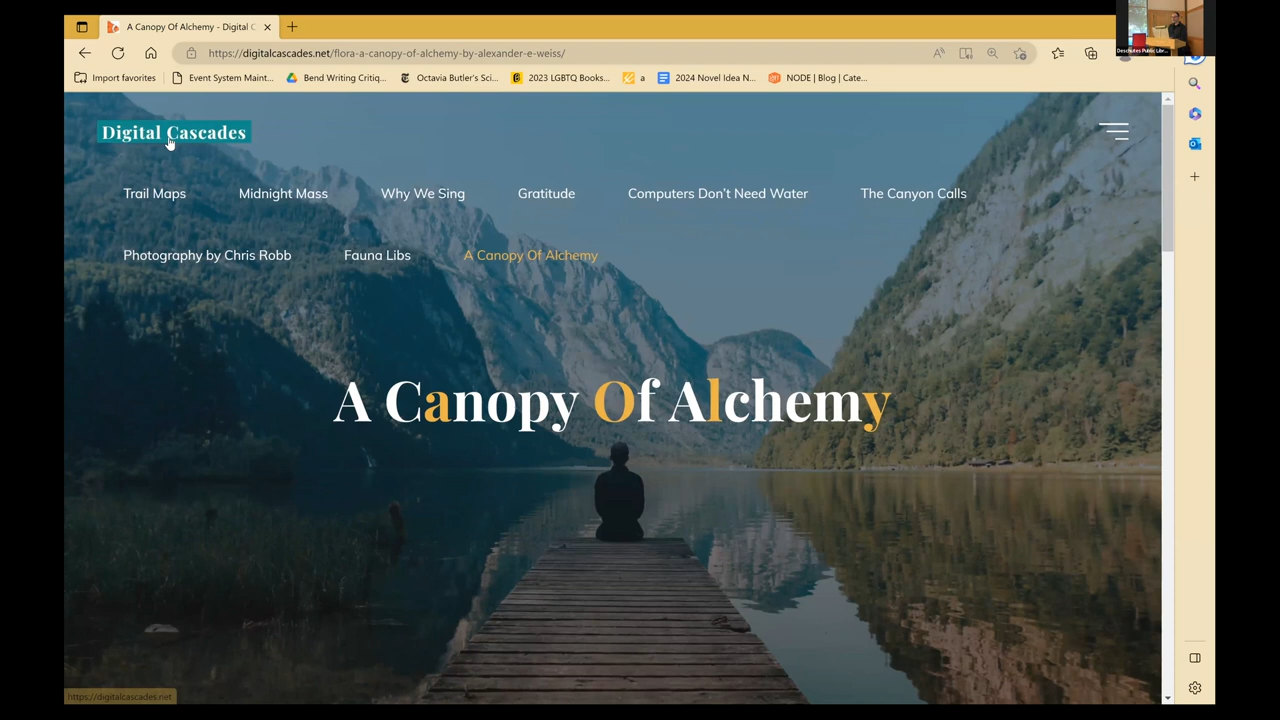 A Canopy Of Alchemy - Digital C
https://digitalcascades.net/flora-a-canopy-of-alchemy-by-alexander-e-weiss/
Deschutes Public Libr...
Import favorites Event System Maint... Bend Writing Critiq... Octavia Butler's Sci... 2023 LGBTQ Books... a 2024 Novel Idea N... NODE | Blog | Cate...
Digital Cascades
Trail Maps Midnight Mass Why We Sing Gratitude Computers Don't Need Water The Canyon Calls
Photography by Chris Robb Fauna Libs A Canopy Of Alchemy
A Canopy Of Alchemy
https://digitalcascades.net